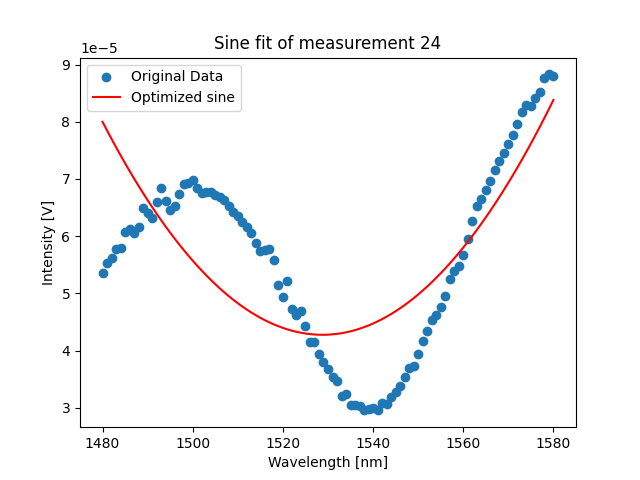 Sine fit of measurement 24
1e−5
9
8
7
6
5
4
3
Intensity [V]
Original Data
Optimized sine
1480
1500
1520
1540
1560
1580
Wavelength [nm]